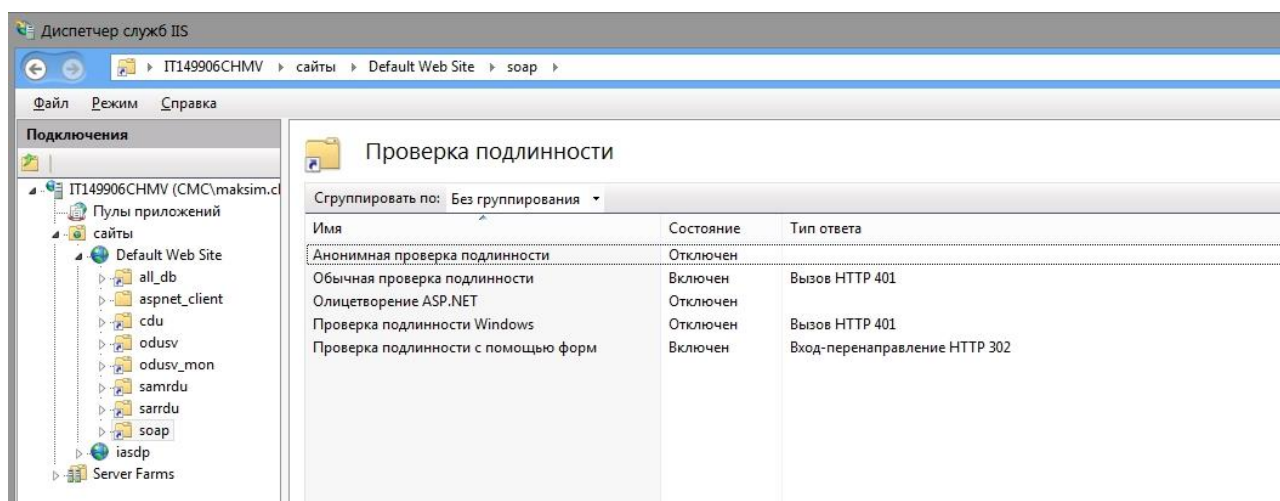 Диспетчер служб IIS
IT149906CHMV сайты Default Web Site soap
Файл Режим Справка
Подключения
IT149906CHMV (CMC\maksim.cl
Пулы приложений
сайты
Default Web Site
all_db
aspnet_client
cdu
odusv
odusv_mon
samrdu
sarrdu
soap
iasdp
Server Farms
Проверка подлинности
Сгруппировать по: Без группирования
Имя Состояние Тип ответа
Анонимная проверка подлинности Отключен
Обычная проверка подлинности Включен Вызов HTTP 401
Олицетворение ASP.NET Отключен
Проверка подлинности Windows Отключен Вызов HTTP 401
Проверка подлинности с помощью форм Включен Вход-перенаправление HTTP 302